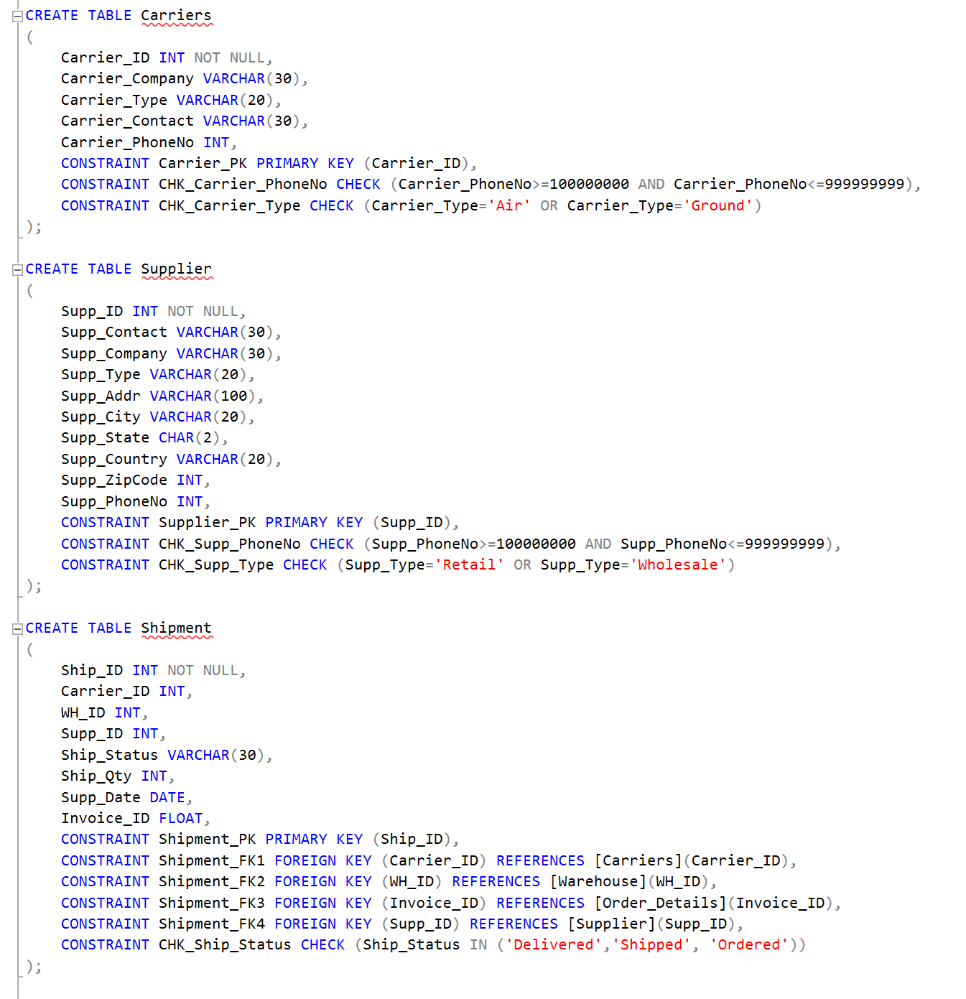 CREATE TABLE Carriers
(
    Carrier_ID INT NOT NULL,
    Carrier_Company VARCHAR(30),
    Carrier_Type VARCHAR(20),
    Carrier_Contact VARCHAR(30),
    Carrier_PhoneNo INT,
    CONSTRAINT Carrier_PK PRIMARY KEY (Carrier_ID),
    CONSTRAINT CHK_Carrier_PhoneNo CHECK (Carrier_PhoneNo>=100000000 AND Carrier_PhoneNo<=999999999),
    CONSTRAINT CHK_Carrier_Type CHECK (Carrier_Type='Air' OR Carrier_Type='Ground')
);

CREATE TABLE Supplier
(
    Supp_ID INT NOT NULL,
    Supp_Contact VARCHAR(30),
    Supp_Company VARCHAR(30),
    Supp_Type VARCHAR(20),
    Supp_Addr VARCHAR(100),
    Supp_City VARCHAR(20),
    Supp_State CHAR(2),
    Supp_Country VARCHAR(20),
    Supp_ZipCode INT,
    Supp_PhoneNo INT,
    CONSTRAINT Supplier_PK PRIMARY KEY (Supp_ID),
    CONSTRAINT CHK_Supp_PhoneNo CHECK (Supp_PhoneNo>=100000000 AND Supp_PhoneNo<=999999999),
    CONSTRAINT CHK_Supp_Type CHECK (Supp_Type='Retail' OR Supp_Type='Wholesale')
);

CREATE TABLE Shipment
(
    Ship_ID INT NOT NULL,
    Carrier_ID INT,
    WH_ID INT,
    Supp_ID INT,
    Ship_Status VARCHAR(30),
    Ship_Qty INT,
    Supp_Date DATE,
    Invoice_ID FLOAT,
    CONSTRAINT Shipment_PK PRIMARY KEY (Ship_ID),
    CONSTRAINT Shipment_FK1 FOREIGN KEY (Carrier_ID) REFERENCES [Carriers](Carrier_ID),
    CONSTRAINT Shipment_FK2 FOREIGN KEY (WH_ID) REFERENCES [Warehouse](WH_ID),
    CONSTRAINT Shipment_FK3 FOREIGN KEY (Invoice_ID) REFERENCES [Order_Details](Invoice_ID),
    CONSTRAINT Shipment_FK4 FOREIGN KEY (Supp_ID) REFERENCES [Supplier](Supp_ID),
    CONSTRAINT CHK_Ship_Status CHECK (Ship_Status IN ('Delivered','Shipped', 'Ordered'))
);